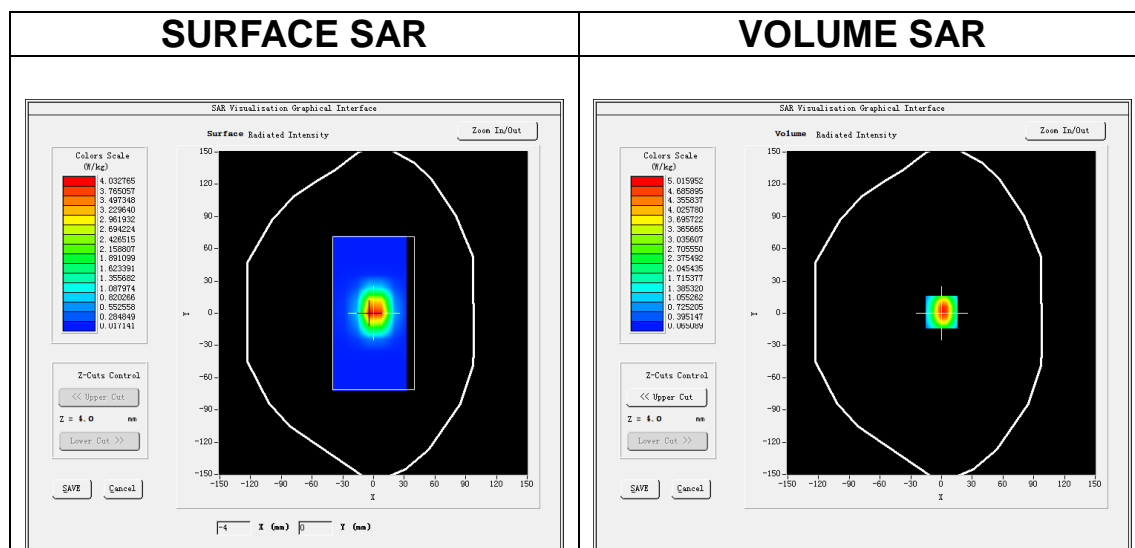 SURFACE SAR
VOLUME SAR
SAR Visualisation Graphical Interface
Surface Radiated Intensity
Zoom In/Out
Colors Scale
(W/kg)
4.032765
3.765057
3.497348
3.229640
2.961932
2.694224
2.426515
2.158807
1.891099
1.623391
1.355682
1.087974
0.820266
0.552558
0.284849
0.017141
Z-Cuts Control
<< Upper Cut
Z = 4.0 mm
Lower Cut >>
SAVE Cancel
150
120
90
60
30
0
-30
-60
-90
-120
-150
Y
-150 -120 -90 -60 -30 0 30 60 90 120 150
X
-4 X (mm) 0 Y (mm)
SAR Visualisation Graphical Interface
Volume Radiated Intensity
Zoom In/Out
Colors Scale
(W/kg)
5.015952
4.685895
4.355837
4.025780
3.695722
3.365665
3.035607
2.705550
2.375492
2.045435
1.715377
1.385320
1.055262
0.725205
0.395147
0.065089
Z-Cuts Control
<< Upper Cut
Z = 4.0 mm
Lower Cut >>
SAVE Cancel
150
120
90
60
30
0
-30
-60
-90
-120
-150
Y
-150 -120 -90 -60 -30 0 30 60 90 120 150
X